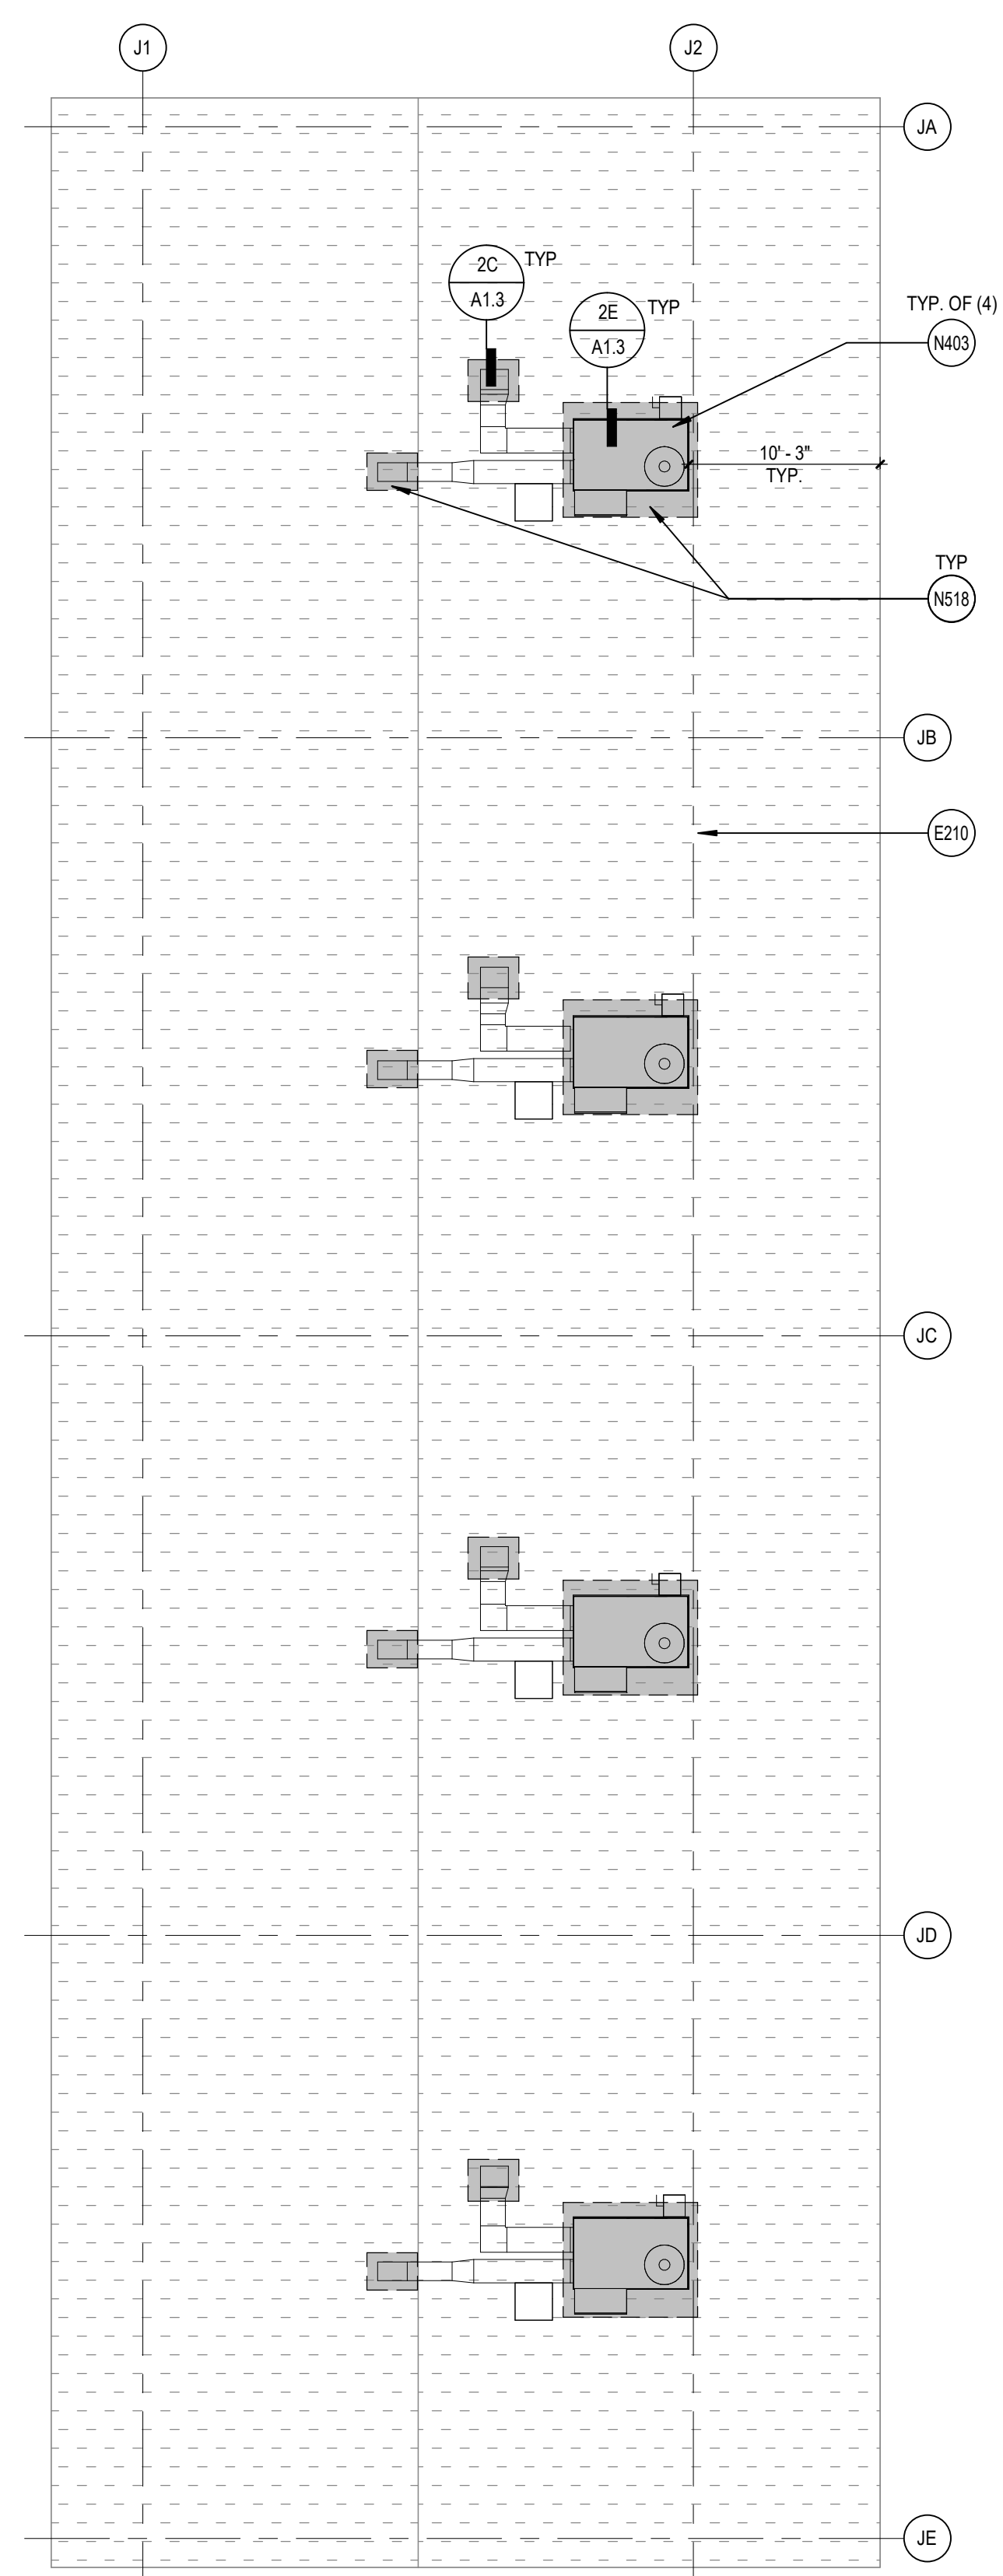 J1
J2
JA
2C
A1.3
TYP
2E
A1.3
TYP
TYP. OF (4)
N403
10' - 3"
TYP.
TYP
N518
JB
E210
JC
JD
JE